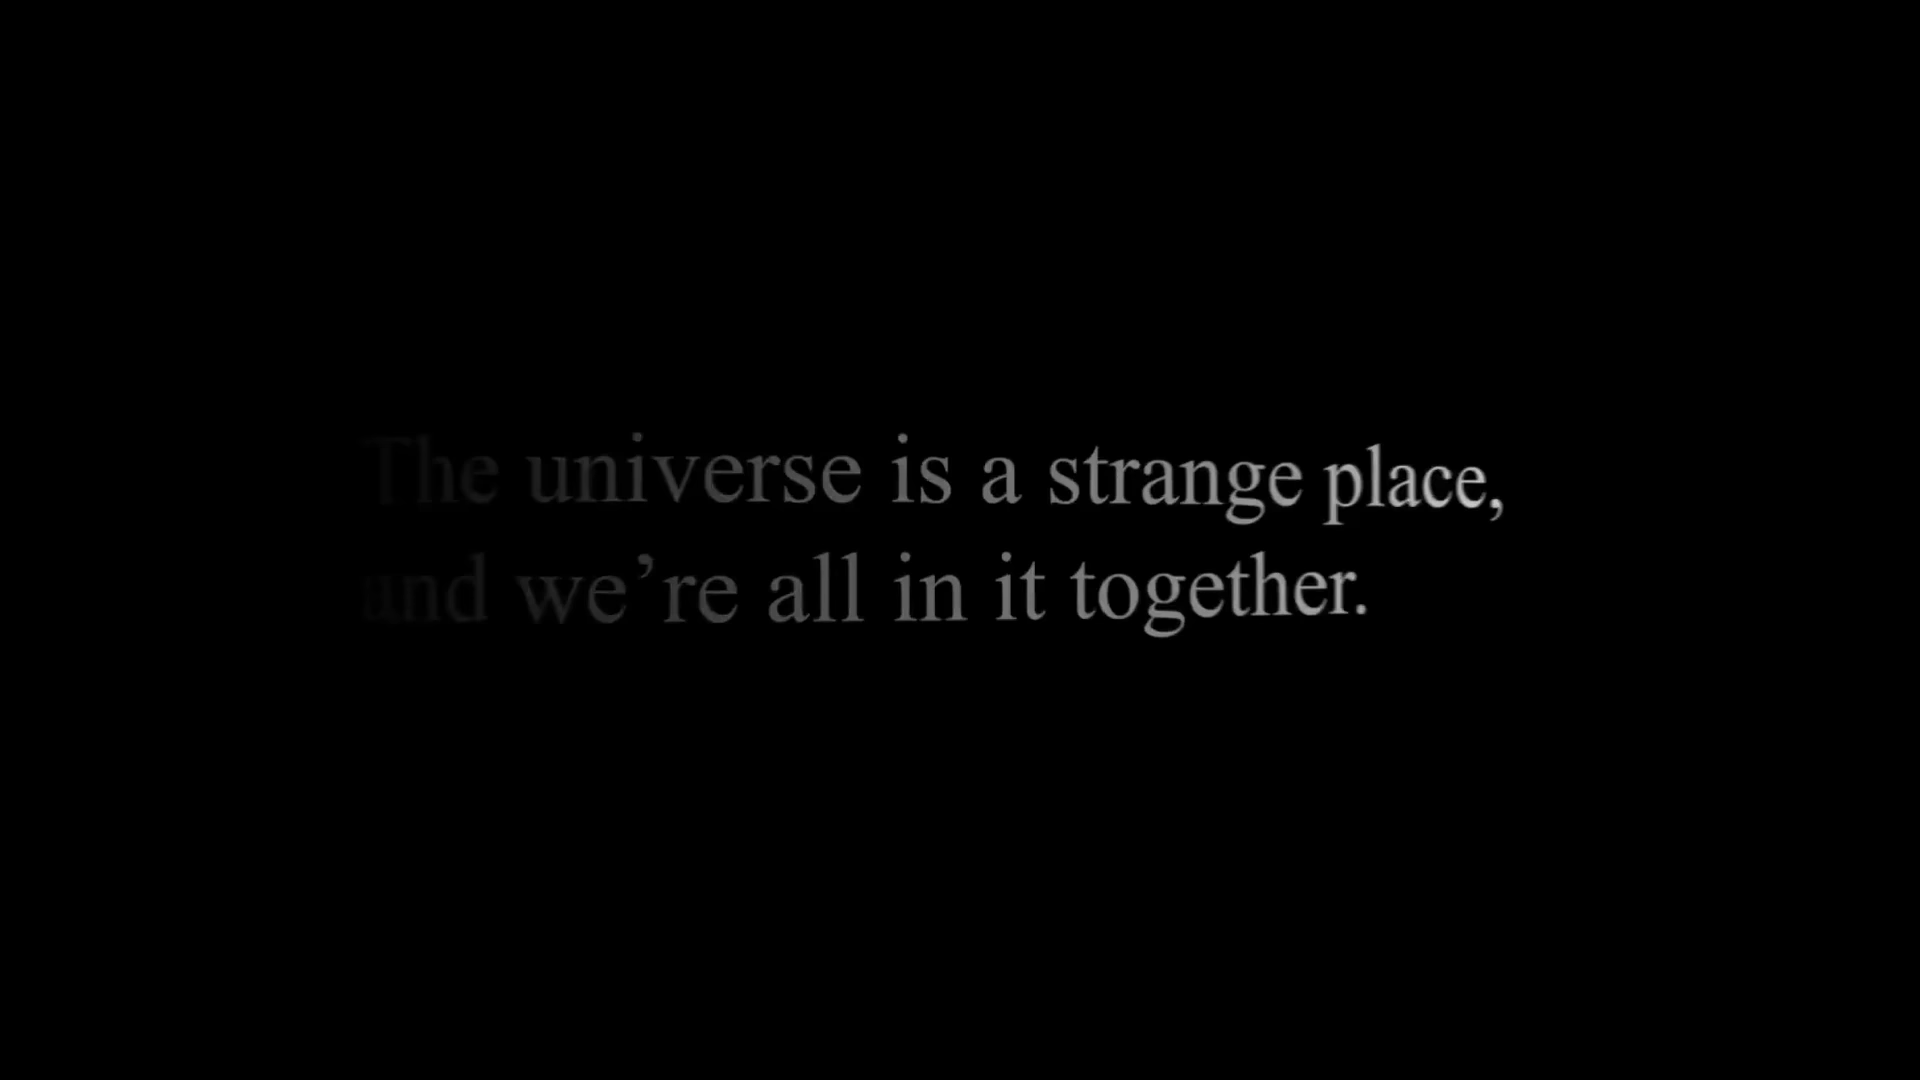 The universe is a strange place,
and we’re all in it together.